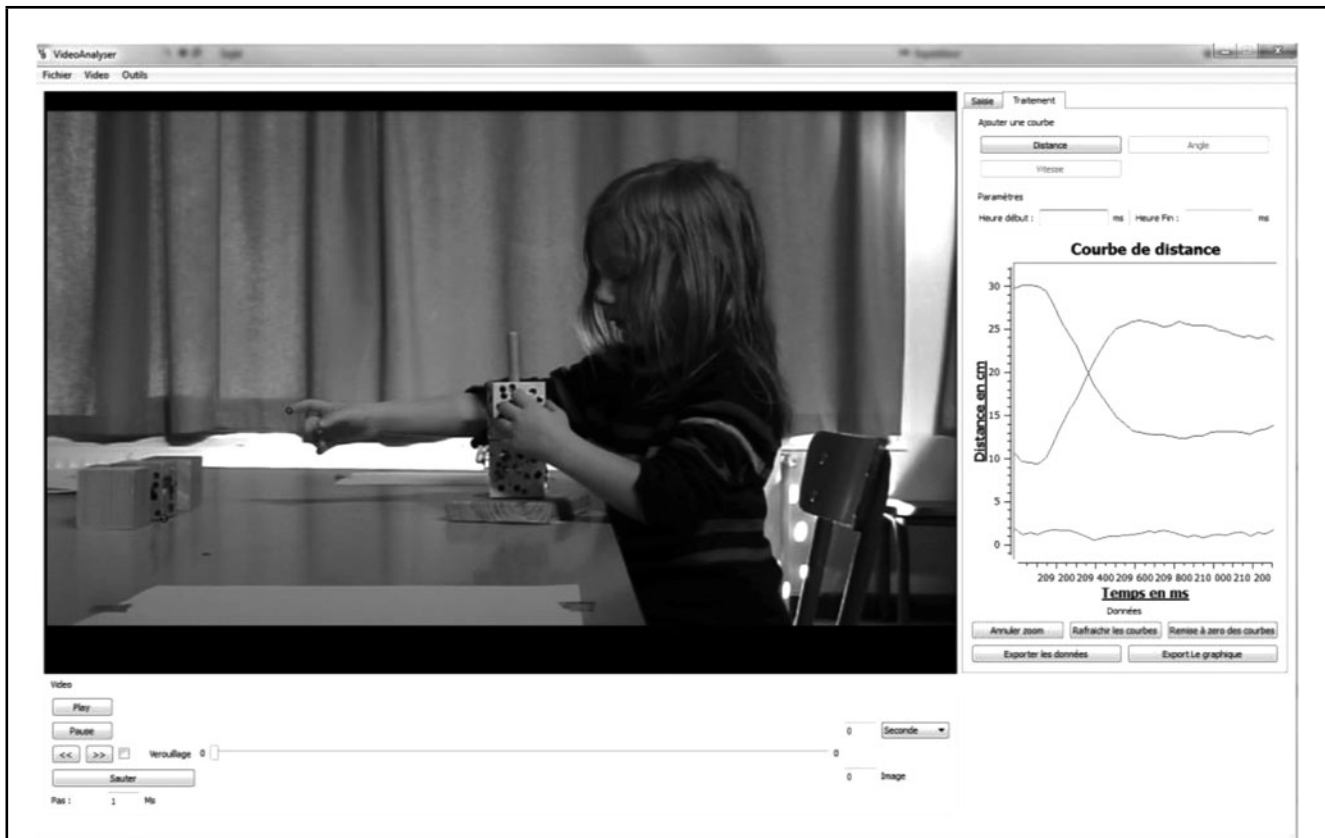 VideoAnalyser
Fichier Video Outils
Saisie Traitement
Ajouter une courbe
Distance Angle
Vitesse
Paramètres
Heure début : ms Heure Fin : ms
Courbe de distance
30
25
20
15
10
5
0
Distance en cm
209 200 209 400 209 600 209 800 210 000 210 200
Temps en ms
Données
Annuler zoom Rafraichir les courbes Remise à zero des courbes
Exporter les données Export Le graphique
Video
Play
Pause
0 Seconde
<< >> Verouillage 0 0
Sauter
0 Image
Pas : 1 Ms